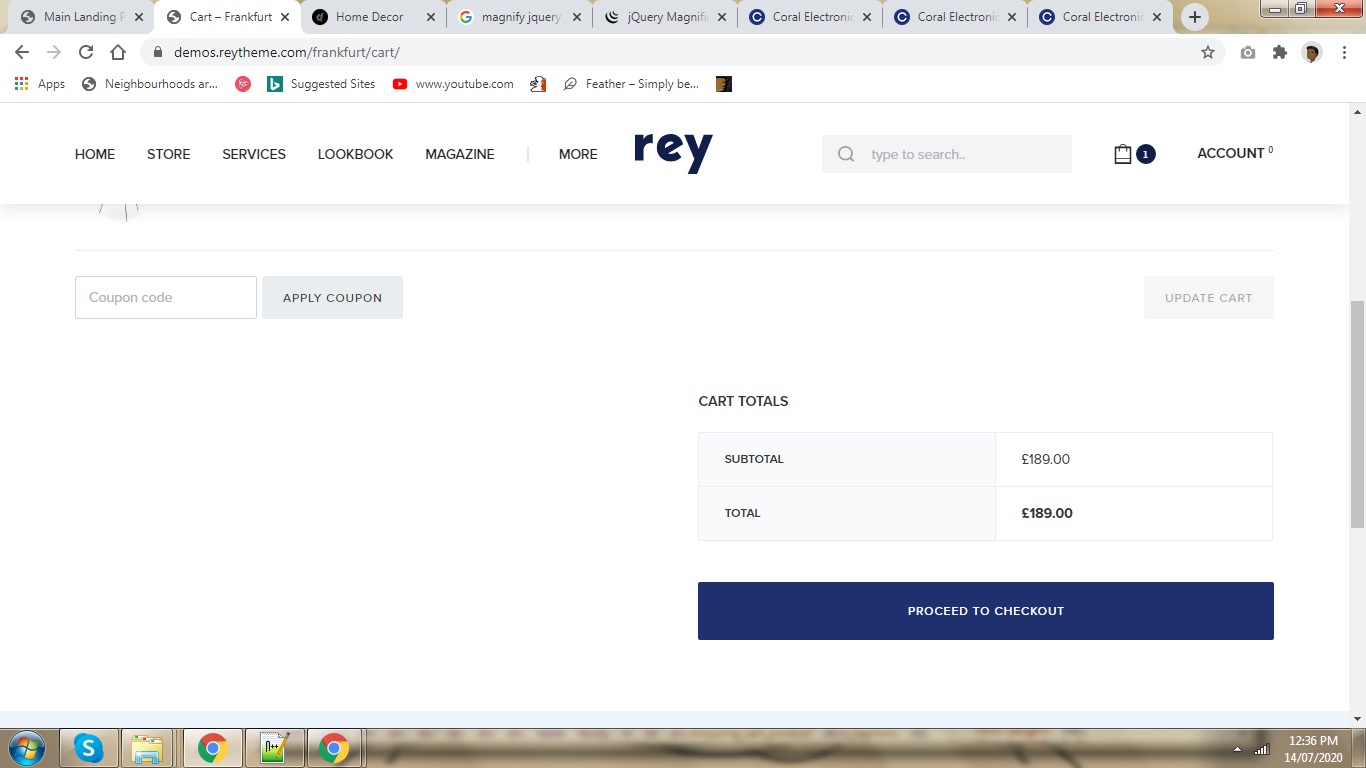 Main Landing P
Cart – Frankfurt
Home Decor
magnify jquery
jQuery Magnifi
Coral Electronic
Coral Electronic
Coral Electronic
demos.reytheme.com/frankfurt/cart/
Apps
Neighbourhoods ar...
Suggested Sites
www.youtube.com
Feather – Simply be...
HOME STORE SERVICES LOOKBOOK MAGAZINE MORE
rey
type to search..
1
ACCOUNT 0
Coupon code
APPLY COUPON
UPDATE CART
CART TOTALS
SUBTOTAL £189.00
TOTAL £189.00
PROCEED TO CHECKOUT
12:36 PM
14/07/2020